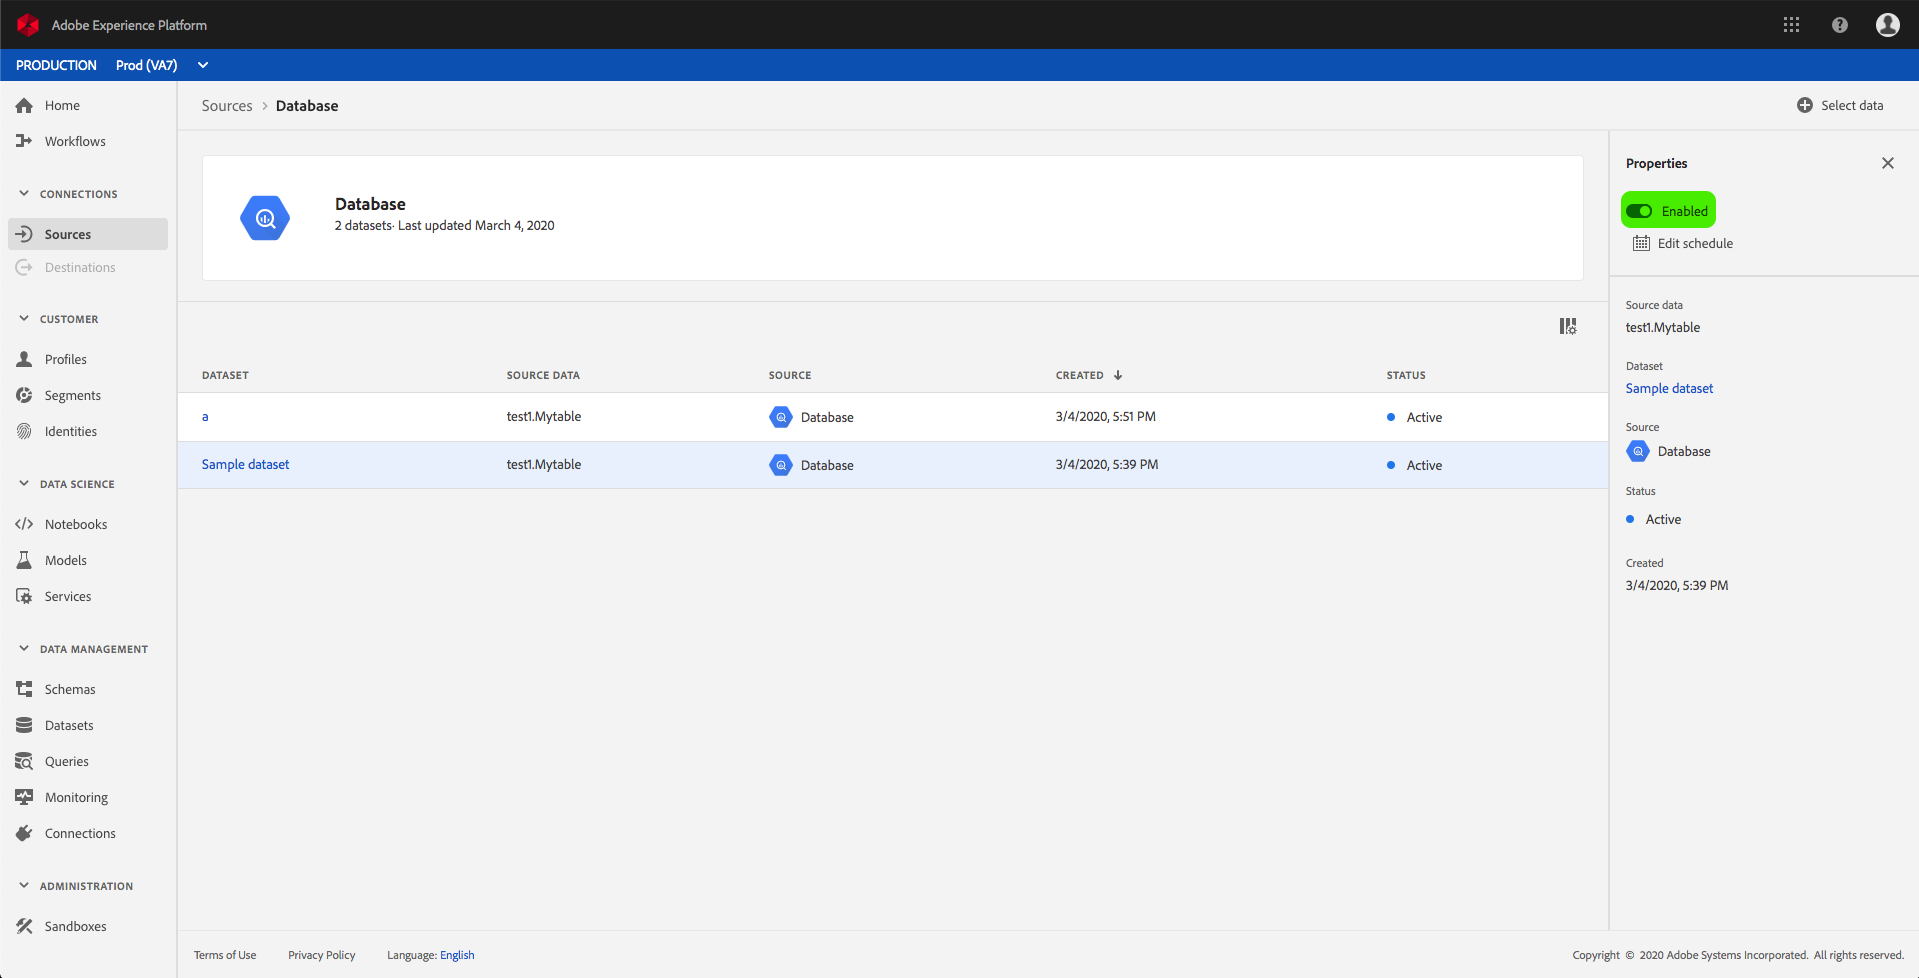 Adobe Experience Platform
PRODUCTION Prod (VA7)
Home
Workflows
CONNECTIONS
Sources
Destinations
CUSTOMER
Profiles
Segments
Identities
DATA SCIENCE
Notebooks
Models
Services
DATA MANAGEMENT
Schemas
Datasets
Queries
Monitoring
Connections
ADMINISTRATION
Sandboxes
Sources > Database
Select data
Database
2 datasets· Last updated March 4, 2020
DATASET SOURCE DATA SOURCE CREATED ↓ STATUS
a test1.Mytable Database 3/4/2020, 5:51 PM Active
Sample dataset test1.Mytable Database 3/4/2020, 5:39 PM Active
Properties
Enabled
Edit schedule
Source data
test1.Mytable
Dataset
Sample dataset
Source
Database
Status
Active
Created
3/4/2020, 5:39 PM
Terms of Use Privacy Policy Language: English
Copyright © 2020 Adobe Systems Incorporated. All rights reserved.